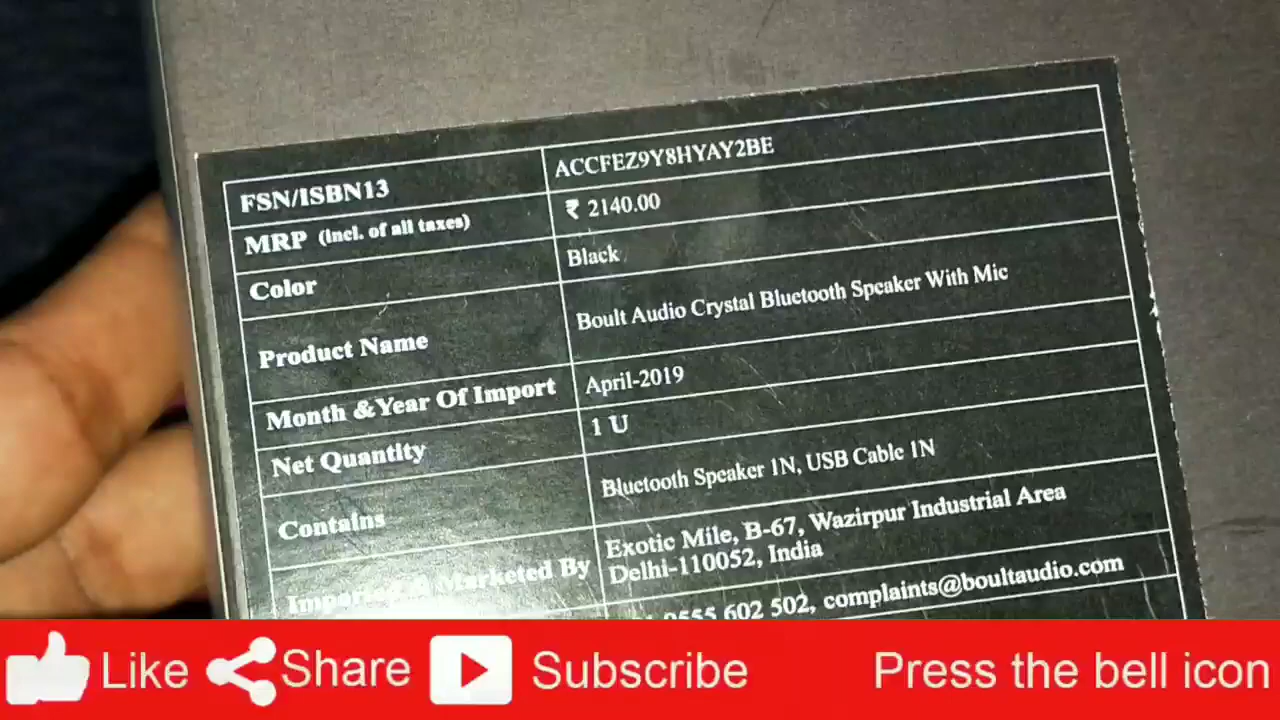 FSN/ISBN13 ACCFEZ9Y8HYAY2BE
MRP (Incl. of all taxes) ₹ 2140.00
Color Black
Product Name Boult Audio Crystal Bluetooth Speaker With Mic
Month &Year Of Import April-2019
Net Quantity 1 U
Contains Bluetooth Speaker 1N, USB Cable 1N
Imported & Marketed By Exotic Mile, B-67, Wazirpur Industrial Area
Delhi-110052, India
602 502, complaints@boultaudio.com
Like Share Subscribe Press the bell icon